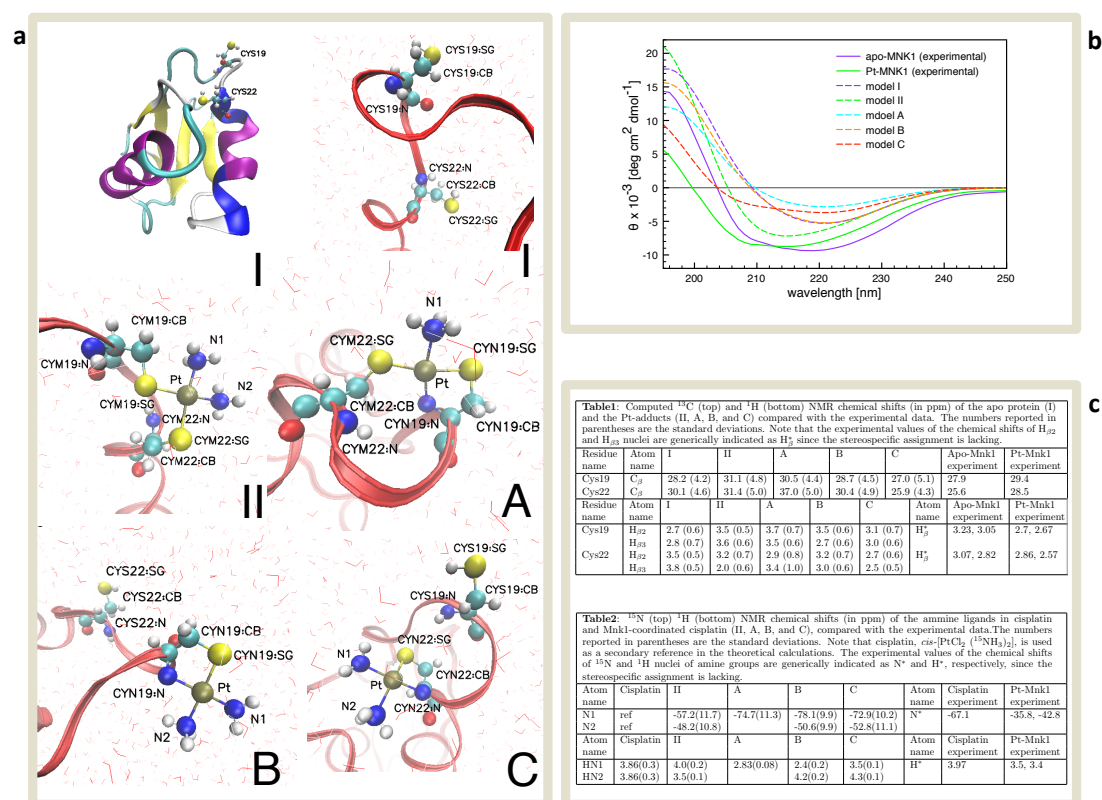 a
CYS19
CYS22
I
CYS19:SG
CYS19:CB
CYS19:N
CYS22:N
CYS22:CB
CYS22:SG
I
CYM19:CB
CYM19:N
N1
Pt
N2
CYM19:SG
CYM22:N
CYM22:SG
CYM22:CB
II
N1
CYM22:SG
CYN19:SG
Pt
CYM22:CB
CYN19:N
CYN19:CB
CYM22:N
A
CYS22:SG
CYS22:CB
CYS22:N
CYN19:CB
CYN19:SG
CYN19:N
Pt
N1
N2
B
CYS19:SG
CYS19:CB
CYS19:N
CYN22:SG
N1
Pt
CYN22:CB
N2
CYN22:N
C
b
20
15
10
5
0
-5
-10
θ x 10⁻³ [deg cm² dmol⁻¹]
apo-MNK1 (experimental)
Pt-MNK1 (experimental)
model I
model II
model A
model B
model C
200 210 220 230 240 250
wavelength [nm]
c
Table1: Computed ¹³C (top) and ¹H (bottom) NMR chemical shifts (in ppm) of the apo protein (I)
and the Pt-adducts (II, A, B, and C) compared with the experimental data. The numbers reported in
parentheses are the standard deviations. Note that the experimental values of the chemical shifts of Hβ2
and Hβ3 nuclei are generically indicated as H*β since the stereospecific assignment is lacking.
Residue Atom I II A B C Apo-Mnk1 Pt-Mnk1
name name experiment experiment
Cys19 Cβ 28.2 (4.2) 31.1 (4.8) 30.5 (4.4) 28.7 (4.5) 27.0 (5.1) 27.9 29.4
Cys22 Cβ 30.1 (4.6) 31.4 (5.0) 37.0 (5.0) 30.4 (4.9) 25.9 (4.3) 25.6 28.5
Residue Atom I II A B C Atom Apo-Mnk1 Pt-Mnk1
name name name experiment experiment
Cys19 Hβ2 2.7 (0.6) 3.5 (0.5) 3.7 (0.7) 3.5 (0.6) 3.1 (0.7) H*β 3.23, 3.05 2.7, 2.67
Hβ3 2.8 (0.7) 3.6 (0.6) 3.5 (0.6) 2.7 (0.6) 3.0 (0.6)
Cys22 Hβ2 3.5 (0.5) 3.2 (0.7) 2.9 (0.8) 3.2 (0.7) 2.7 (0.6) H*β 3.07, 2.82 2.86, 2.57
Hβ3 3.8 (0.5) 2.0 (0.6) 3.4 (1.0) 3.0 (0.6) 2.5 (0.5)
Table2: ¹⁵N (top) ¹H (bottom) NMR chemical shifts (in ppm) of the ammine ligands in cisplatin
and Mnk1-coordinated cisplatin (II, A, B, and C), compared with the experimental data.The numbers
reported in parentheses are the standard deviations. Note that cisplatin, cis-[PtCl₂ (¹⁵NH₃)₂], is used
as a secondary reference in the theoretical calculations. The experimental values of the chemical shifts
of ¹⁵N and ¹H nuclei of amine groups are generically indicated as N* and H*, respectively, since the
stereospecific assignment is lacking.
Atom Cisplatin II A B C Atom Cisplatin Pt-Mnk1
name name experiment experiment
N1 ref -57.2(11.7) -74.7(11.3) -78.1(9.9) -72.9(10.2) N* -67.1 -35.8, -42.8
N2 ref -48.2(10.8) -50.6(9.9) -52.8(11.1)
Atom Cisplatin II A B C Atom Cisplatin Pt-Mnk1
name name experiment experiment
HN1 3.86(0.3) 4.0(0.2) 2.83(0.08) 2.4(0.2) 3.5(0.1) H* 3.97 3.5, 3.4
HN2 3.86(0.3) 3.5(0.1) 4.2(0.2) 4.3(0.1)